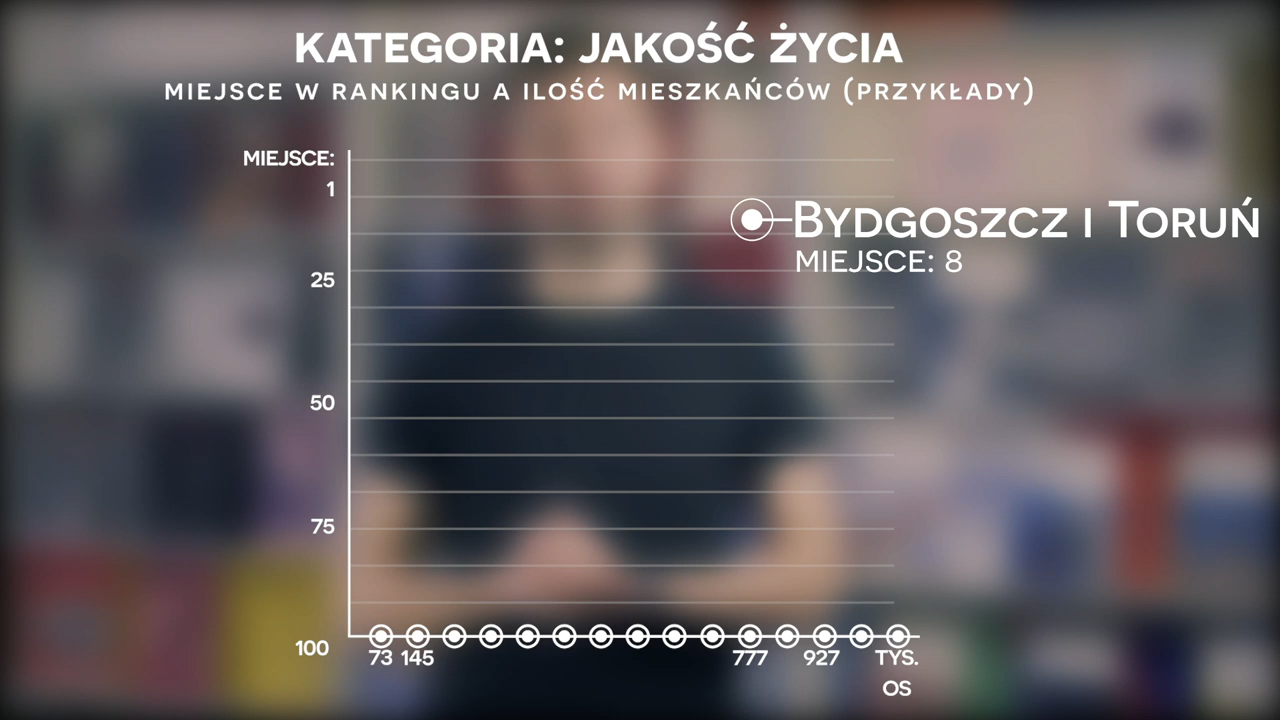 KATEGORIA: JAKOŚĆ ŻYCIA
MIEJSCE W RANKINGU A ILOŚĆ MIESZKAŃCÓW (PRZYKŁADY)
MIEJSCE:
1
BYDGOSZCZ I TORUŃ
MIEJSCE: 8
25
50
75
100
73 145 777 927 TYS.
OS